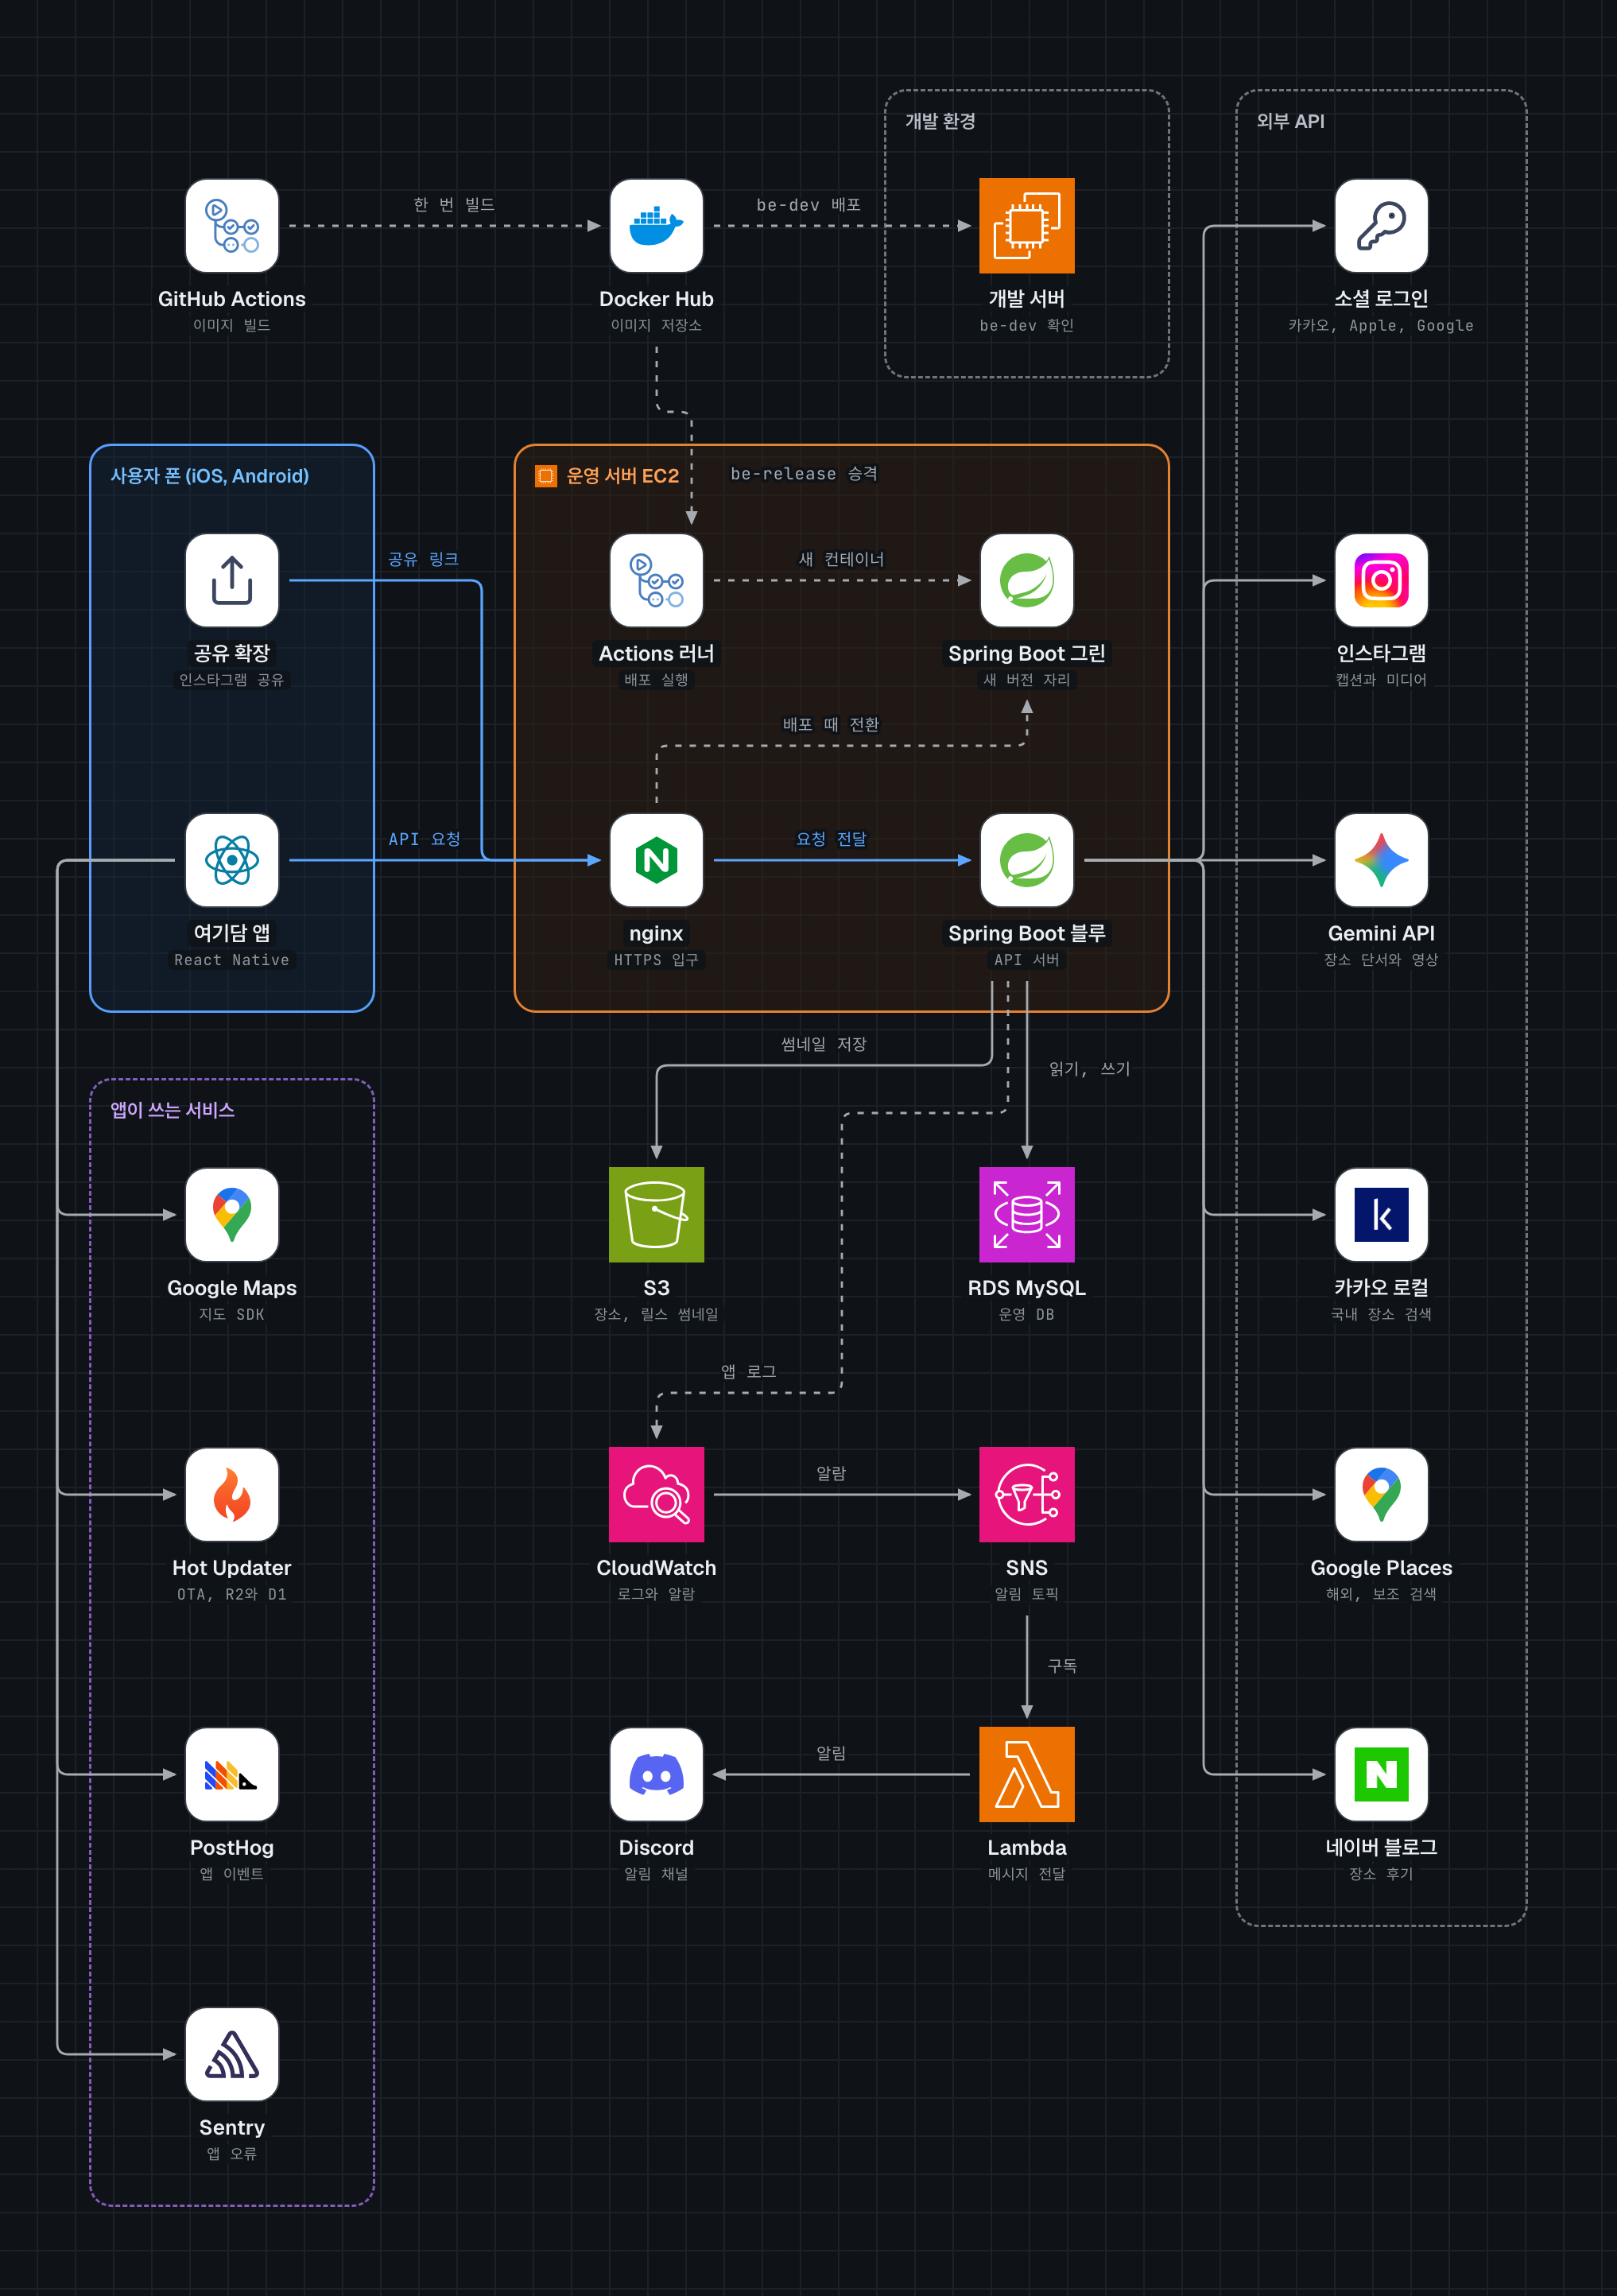 개발 환경
외부 API
한 번 빌드
be-dev 배포
GitHub Actions
이미지 빌드
Docker Hub
이미지 저장소
개발 서버
be-dev 확인
소셜 로그인
카카오, Apple, Google
사용자 폰 (iOS, Android)
운영 서버 EC2
be-release 승격
공유 링크
새 컨테이너
공유 확장
인스타그램 공유
Actions 러너
배포 실행
Spring Boot 그린
새 버전 자리
인스타그램
캡션과 미디어
배포 때 전환
API 요청
요청 전달
여기담 앱
React Native
nginx
HTTPS 입구
Spring Boot 블루
API 서버
Gemini API
장소 단서와 영상
썸네일 저장
읽기, 쓰기
앱이 쓰는 서비스
Google Maps
지도 SDK
S3
장소, 릴스 썸네일
RDS MySQL
운영 DB
카카오 로컬
국내 장소 검색
앱 로그
알람
Hot Updater
OTA, R2와 D1
CloudWatch
로그와 알람
SNS
알림 토픽
Google Places
해외, 보조 검색
구독
알림
PostHog
앱 이벤트
Discord
알림 채널
Lambda
메시지 전달
네이버 블로그
장소 후기
Sentry
앱 오류